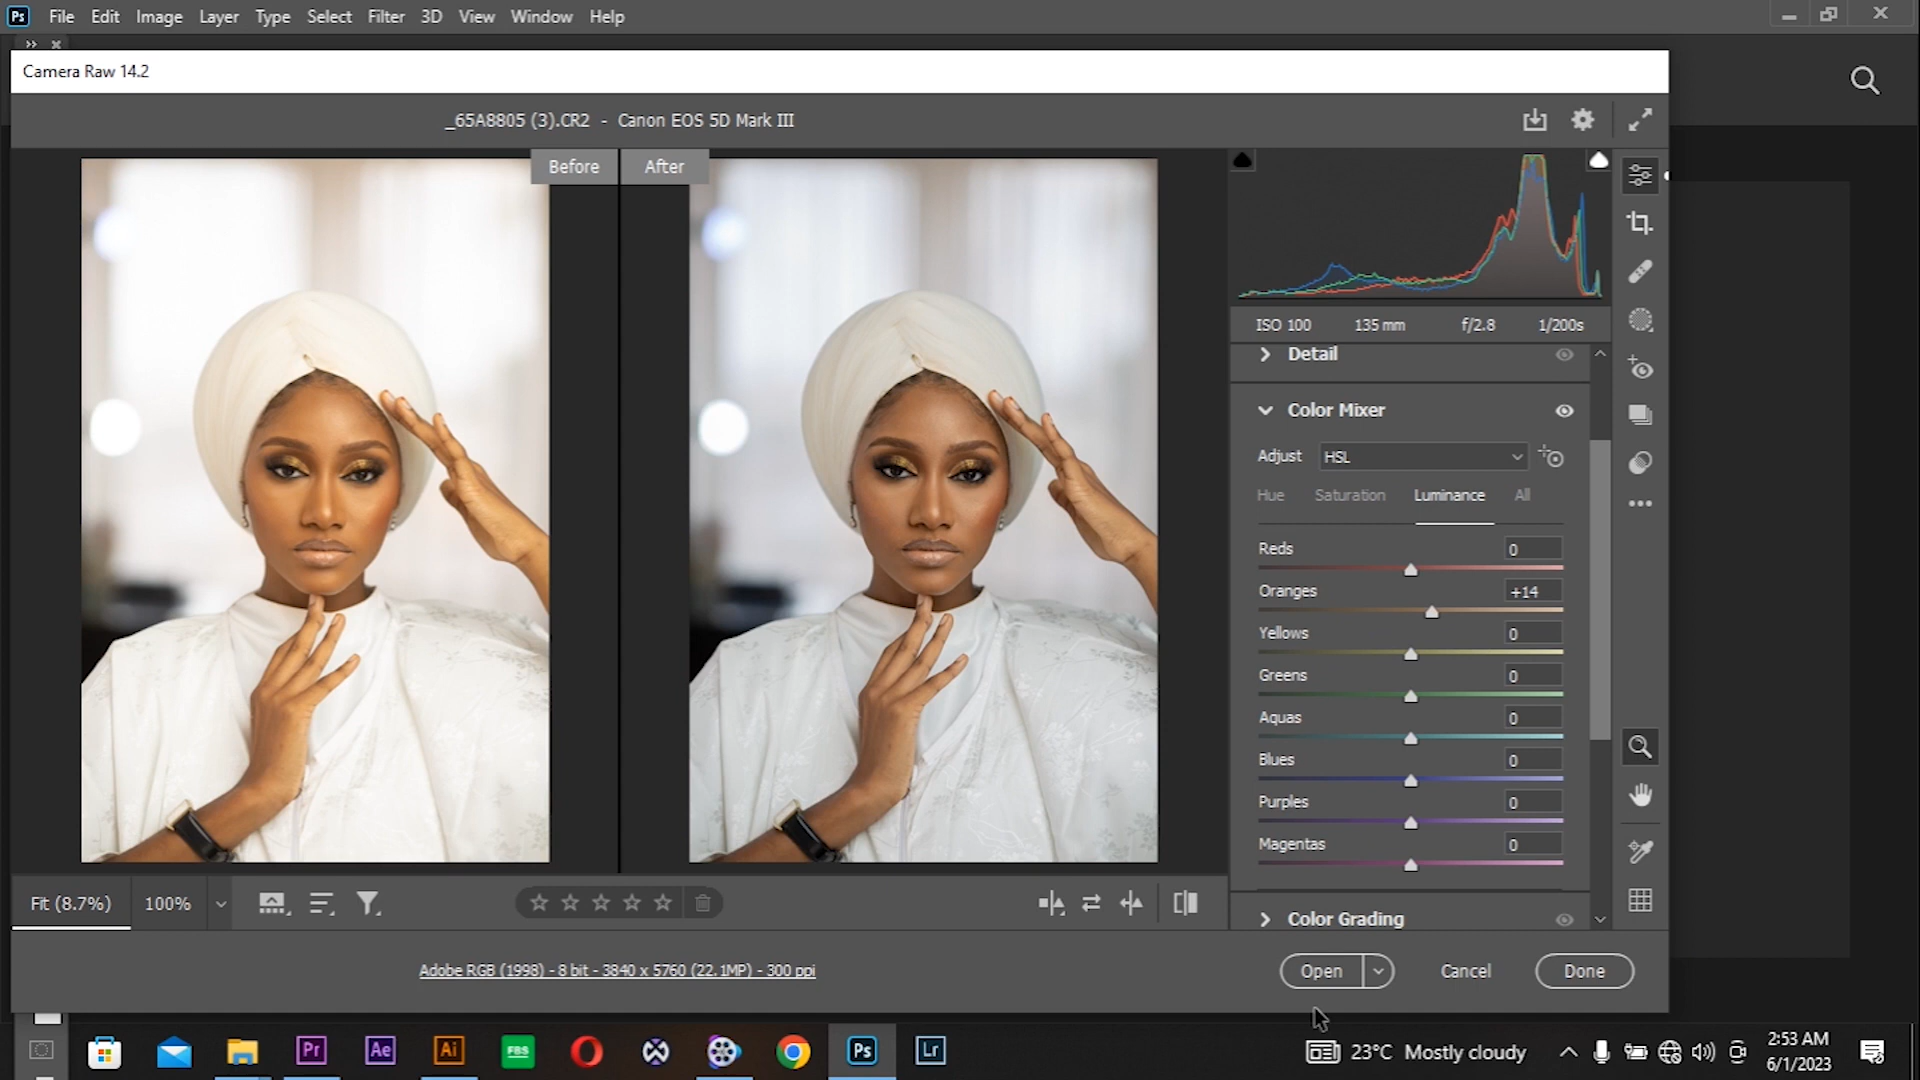 Ps File Edit Image Layer Type Select Filter 3D View Window Help
Camera Raw 14.2
_65A8805 (3).CR2 - Canon EOS 5D Mark III
Before After
ISO 100 135 mm f/2.8 1/200s
Detail
Color Mixer
Adjust HSL
Hue Saturation Luminance All
Reds 0
Oranges +14
Yellows 0
Greens 0
Aquas 0
Blues 0
Purples 0
Magentas 0
Color Grading
Fit (8.7%) 100%
Adobe RGB (1998) - 8 bit - 3840 x 5760 (22.1MP) - 300 ppi
Open Cancel Done
Pr Ae Ai FBS Ps Lr
23°C Mostly cloudy
2:53 AM
6/1/2023